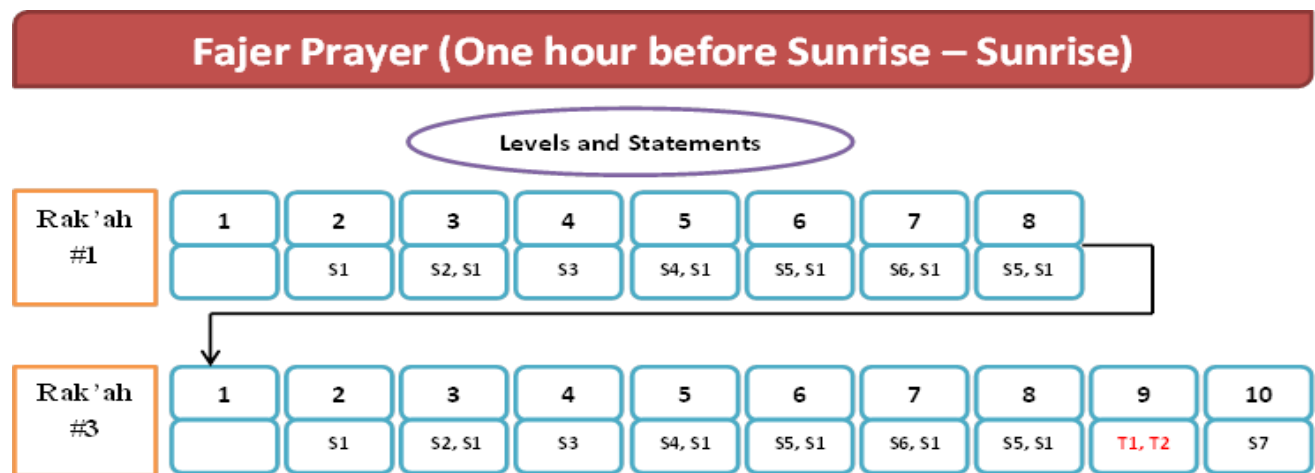 Fajer Prayer (One hour before Sunrise – Sunrise)
Levels and Statements
Rak'ah #1
1 2 3 4 5 6 7 8
S1 S2, S1 S3 S4, S1 S5, S1 S6, S1 S5, S1
Rak'ah #3
1 2 3 4 5 6 7 8 9 10
S1 S2, S1 S3 S4, S1 S5, S1 S6, S1 S5, S1 T1, T2 S7